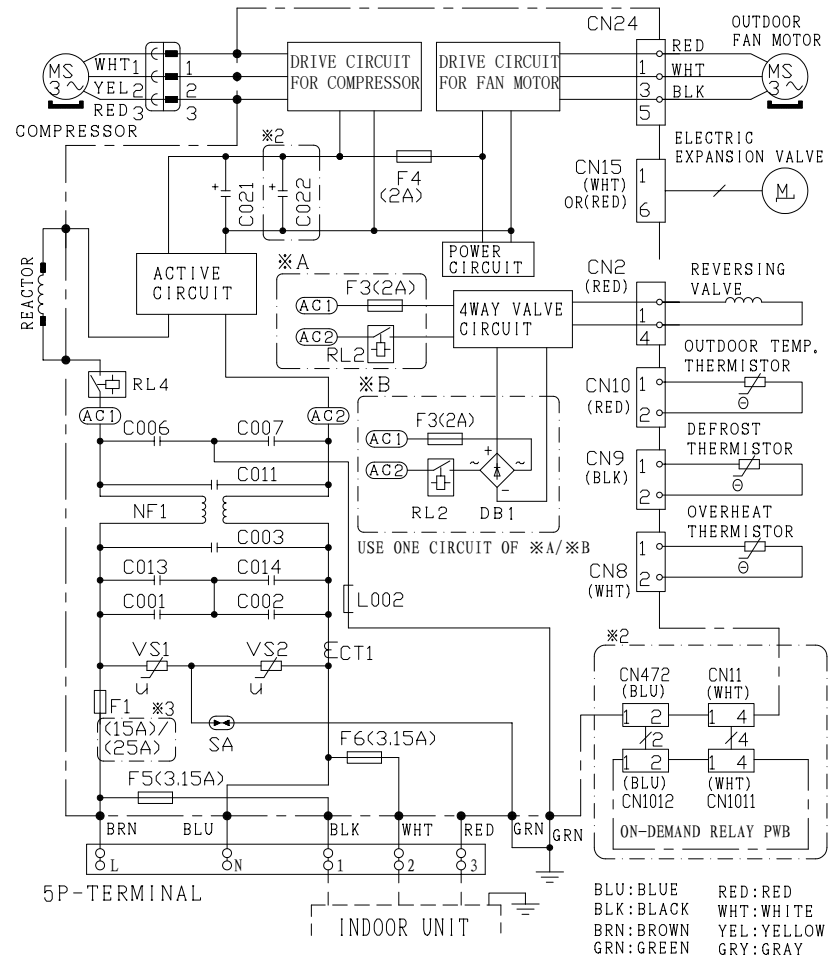 CN24
OUTDOOR
FAN MOTOR
MS
3~
WHT
YEL
RED
1
2
3
1
2
3
COMPRESSOR
DRIVE CIRCUIT
FOR COMPRESSOR
DRIVE CIRCUIT
FOR FAN MOTOR
1
3
5
RED
WHT
BLK
MS
3~
※2
+
C021
+
C022
F4
(2A)
CN15
(WHT)
OR(RED)
1
6
ELECTRIC
EXPANSION VALVE
M
REACTOR
ACTIVE
CIRCUIT
POWER
CIRCUIT
※A
F3(2A)
AC1
AC2
RL2
4WAY VALVE
CIRCUIT
CN2
(RED)
1
4
REVERSING
VALVE
RL4
AC1
AC2
※B
F3(2A)
AC1
AC2
RL2
~
+
~
-
DB1
USE ONE CIRCUIT OF ※A/※B
CN10
(RED)
1
2
OUTDOOR TEMP.
THERMISTOR
Θ
CN9
(BLK)
1
2
DEFROST
THERMISTOR
Θ
CN8
(WHT)
1
2
OVERHEAT
THERMISTOR
Θ
C006
C007
C011
NF1
C003
C013
C014
C001
C002
L002
VS1
U
VS2
U
CT1
F1
※3
(15A)/
(25A)
SA
F6(3.15A)
F5(3.15A)
※2
CN472
(BLU)
1 2
CN11
(WHT)
1 4
2
4
1 2
(BLU)
CN1012
1 4
(WHT)
CN1011
ON-DEMAND RELAY PWB
BRN
BLU
BLK
WHT
RED
GRN
GRN
L
N
1
2
3
5P-TERMINAL
INDOOR UNIT
BLU:BLUE
RED:RED
BLK:BLACK
WHT:WHITE
BRN:BROWN
YEL:YELLOW
GRN:GREEN
GRY:GRAY